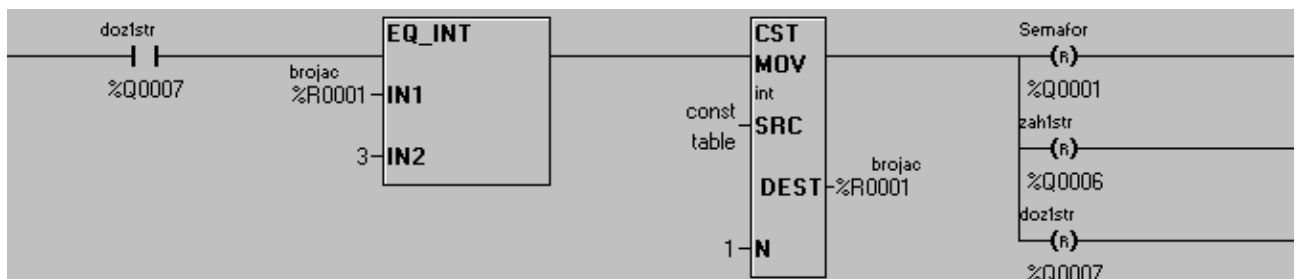 doz1str
%Q0007
EQ_INT
brojac
%R0001
IN1
3
IN2
CST
MOV
int
const
table
SRC
brojac
DEST
%R0001
1
N
Semafor
(R)
%Q0001
zah1str
(R)
%Q0006
doz1str
(R)
%Q0007